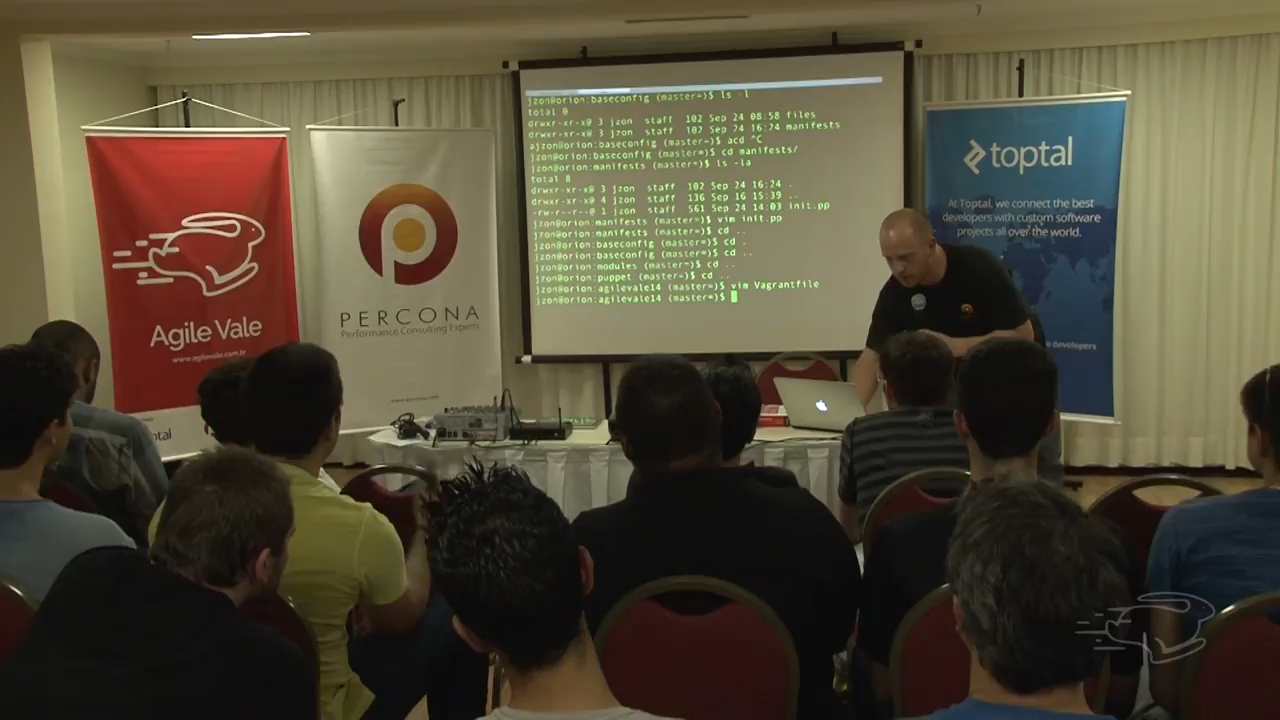 Agile Vale
www.agilevale.com.br
PERCONA
Performance Consulting Experts
www.percona.com
jzon@orion:baseconfig (master=)$ ls -l
total 0
drwxr-xr-x@ 3 jzon staff 102 Sep 24 08:58 files
drwxr-xr-x@ 3 jzon staff 102 Sep 24 16:24 manifests
ajzon@orion:baseconfig (master=)$ acd ^C
jzon@orion:baseconfig (master=)$ cd manifests/
jzon@orion:manifests (master=)$ ls -la
total 8
drwxr-xr-x@ 3 jzon staff 102 Sep 24 16:24 .
drwxr-xr-x@ 4 jzon staff 136 Sep 16 15:39 ..
-rw-r--r--@ 1 jzon staff 561 Sep 24 14:03 init.pp
jzon@orion:manifests (master=)$ vim init.pp
jzon@orion:manifests (master=)$ cd ..
jzon@orion:baseconfig (master=)$ cd .
jzon@orion:baseconfig (master=)$ cd ..
jzon@orion:modules (master=)$ cd ..
jzon@orion:puppet (master=)$ cd ..
jzon@orion:agilevale14 (master=)$ vim Vagrantfile
jzon@orion:agilevale14 (master=)$
toptal
At Toptal, we connect the best
developers with custom software
projects all over the world.
developers